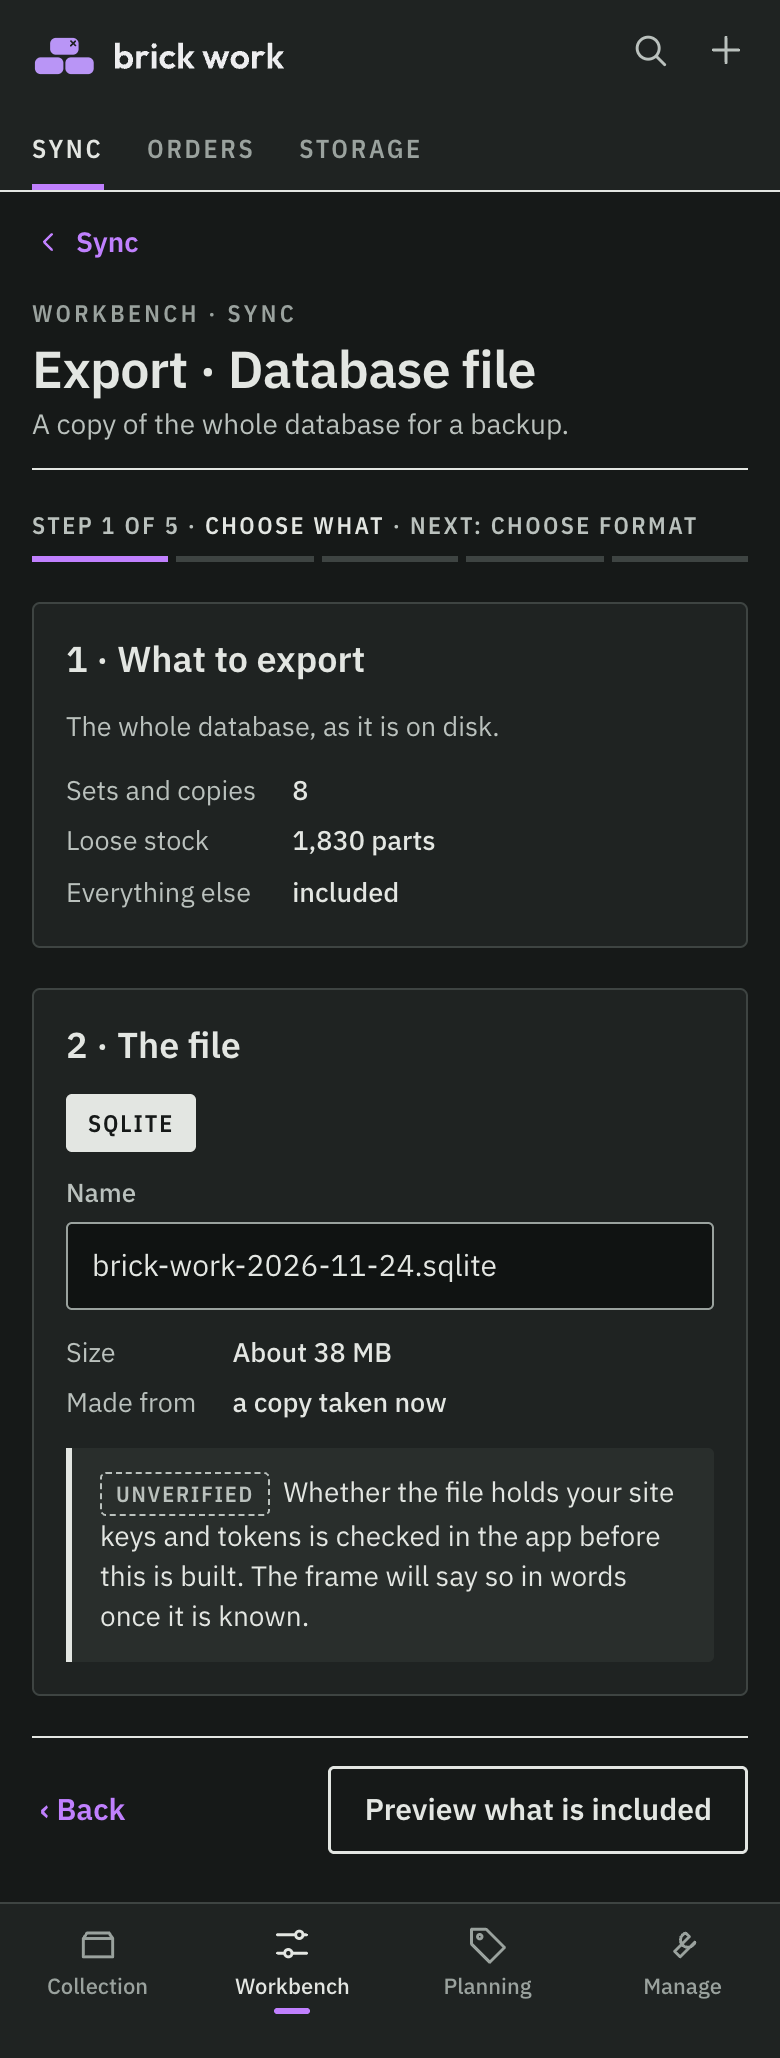 brick work
SYNC ORDERS STORAGE
Sync
WORKBENCH · SYNC
Export · Database file
A copy of the whole database for a backup.
STEP 1 OF 5 · CHOOSE WHAT · NEXT: CHOOSE FORMAT
1 · What to export
The whole database, as it is on disk.
Sets and copies 8
Loose stock 1,830 parts
Everything else included
2 · The file
SQLITE
Name
brick-work-2026-11-24.sqlite
Size About 38 MB
Made from a copy taken now
UNVERIFIED Whether the file holds your site
keys and tokens is checked in the app before
this is built. The frame will say so in words
once it is known.
‹ Back Preview what is included
Collection Workbench Planning Manage